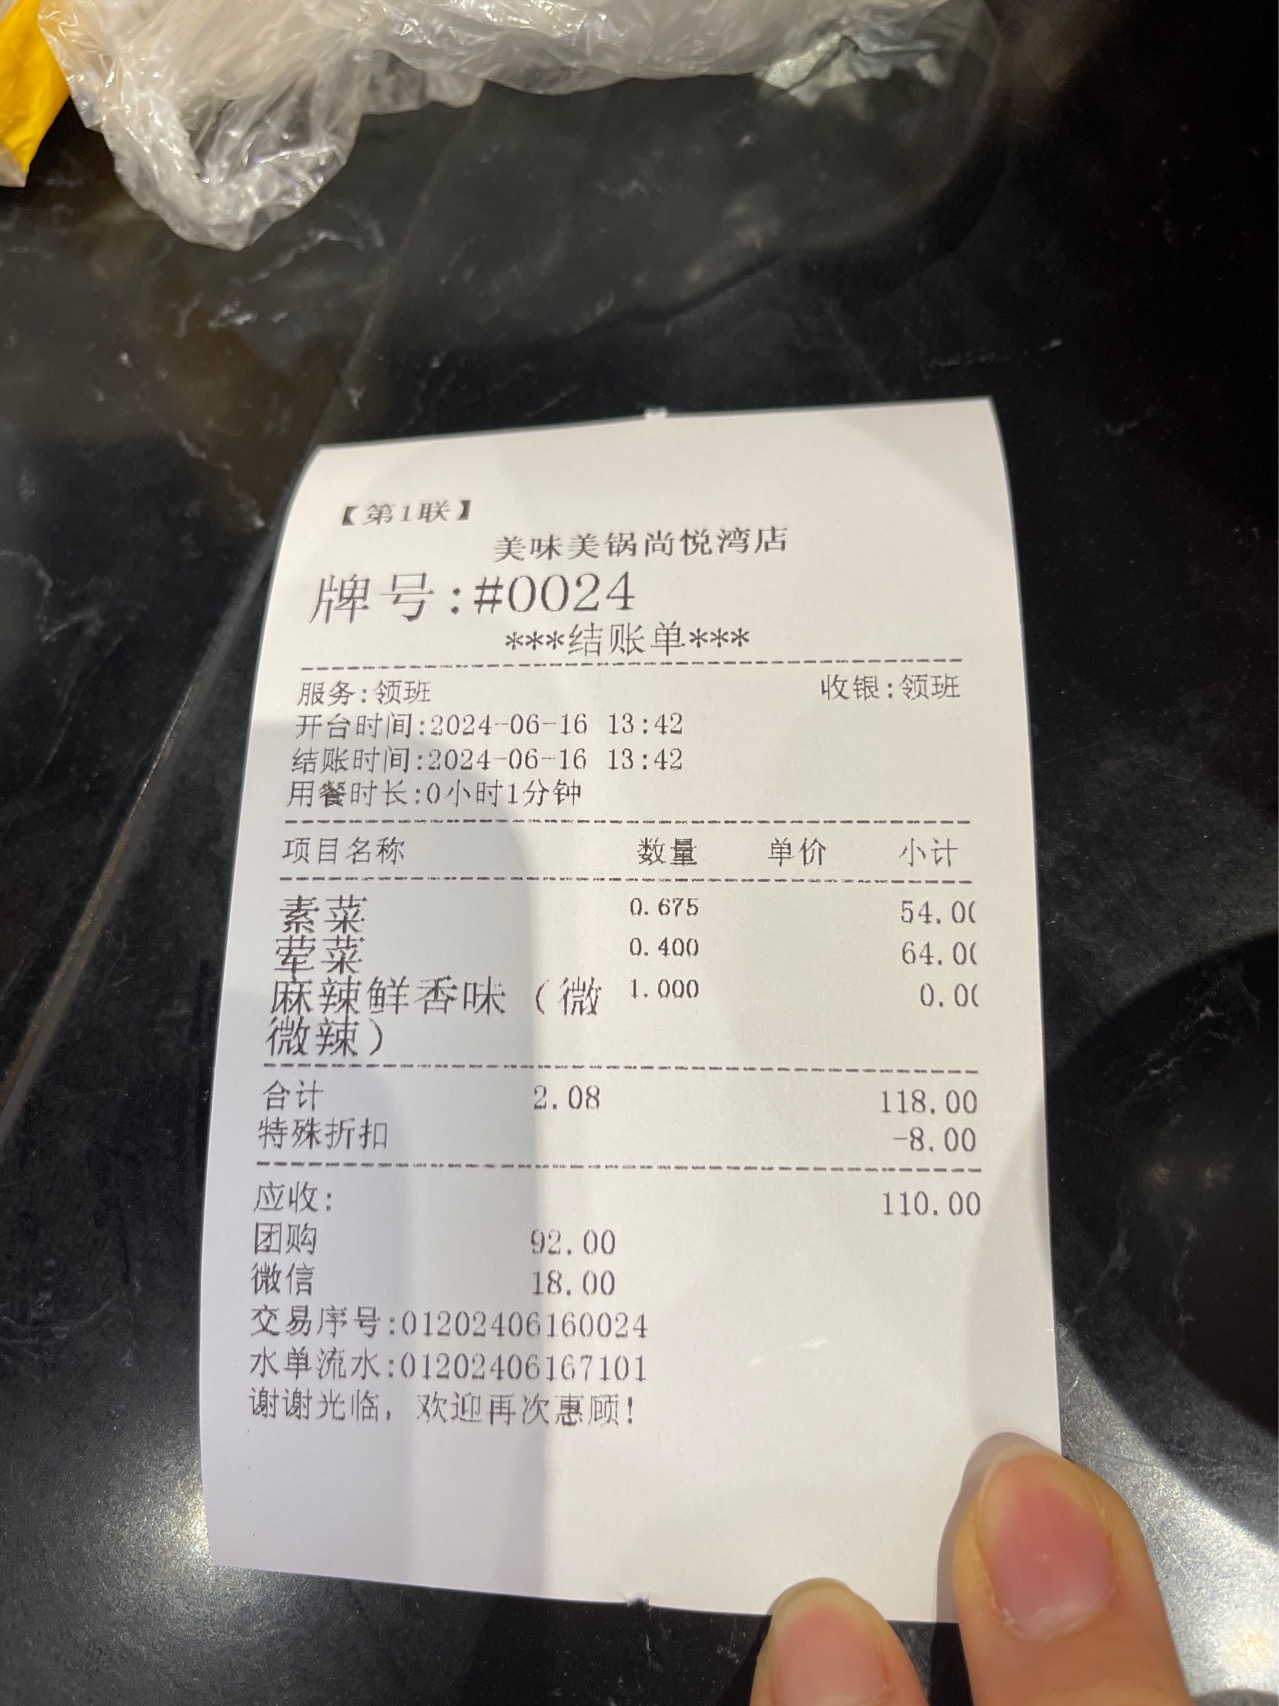 【第1联】
美味美锅尚悦湾店
牌号:#0024
***结账单***
服务:领班 收银:领班
开台时间:2024-06-16 13:42
结账时间:2024-06-16 13:42
用餐时长:0小时1分钟
项目名称 数量 单价 小计
素菜 0.675 54.00
荤菜 0.400 64.00
麻辣鲜香味（微 1.000 0.00
微辣）
合计 2.08 118.00
特殊折扣 -8.00
应收: 110.00
团购 92.00
微信 18.00
交易序号:01202406160024
水单流水:01202406167101
谢谢光临，欢迎再次惠顾!